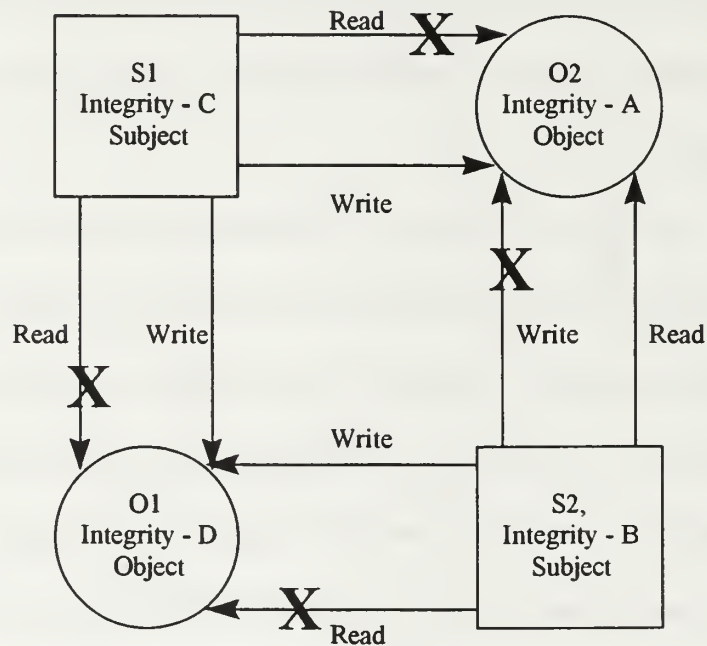 Read
X
S1
Integrity - C
Subject
O2
Integrity - A
Object
Write
X
Read
Write
Write
Read
X
Write
O1
Integrity - D
Object
S2,
Integrity - B
Subject
X
Read